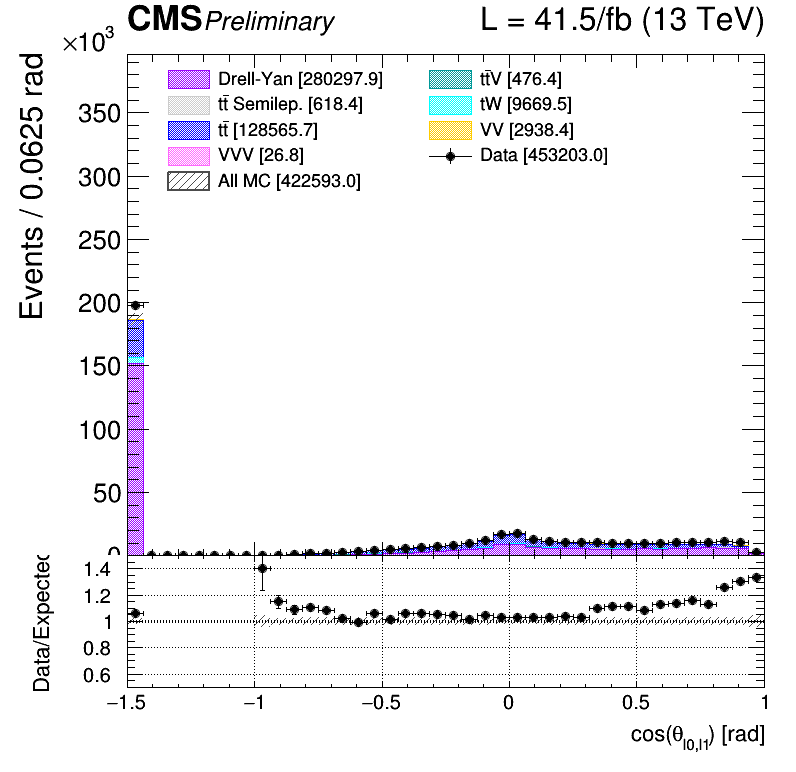 CMS Preliminary L = 41.5/fb (13 TeV)
×10³
Events / 0.0625 rad
Drell-Yan [280297.9]
tt̄ Semilep. [618.4]
tt̄ [128565.7]
VVV [26.8]
All MC [422593.0]
tt̄V [476.4]
tW [9669.5]
VV [2938.4]
Data [453203.0]
350
300
250
200
150
100
50
0
Data/Expected
1.4
1.2
1
0.8
0.6
−1.5 −1 −0.5 0 0.5 1
cos(θ_l0,l1) [rad]